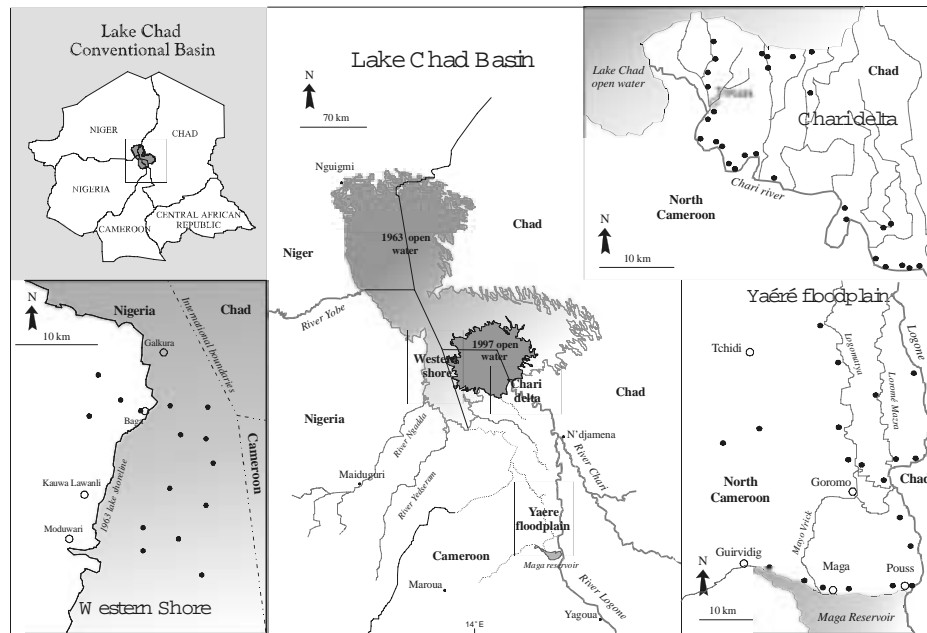 Lake Chad
Conventional Basin
NIGER
CHAD
NIGERIA
CENTRAL AFRICAN
REPUBLIC
CAMEROON
Lake Chad Basin
N
70 km
Nguigmi
1963 open
water
Niger
Chad
River Yobe
1997 open
water
Western
shore
Chari
delta
Chad
Nigeria
River Ngadda
N'djamena
River Chari
Maiduguri
River Yedseram
Yaere
floodplain
Cameroon
Maga reservoir
Maroua
River Logone
Yagoua
14° E
Lake Chad
open water
Chad
Chari delta
Chari river
North
Cameroon
N
10 km
N
10 km
Nigeria
Chad
International boundaries
Galkura
Baga
Cameroon
Kauwa Lawanli
1963 lake shoreline
Moduwari
Western Shore
Yaéré floodplain
Tchidi
Logomatya
Logone
Loromé Mazra
North
Cameroon
Goromo
Chad
Mayo Vrick
N
Guirvidig
Maga
Pouss
10 km
Maga Reservoir